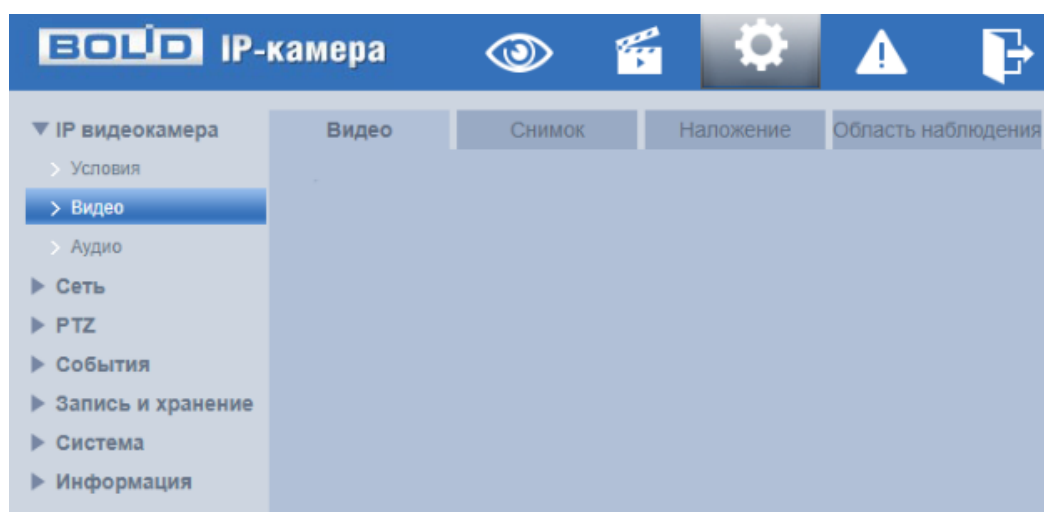 BOLID IP-камера
IP видеокамера
Условия
Видео
Аудио
Сеть
PTZ
События
Запись и хранение
Система
Информация
Видео Снимок Наложение Область наблюдения